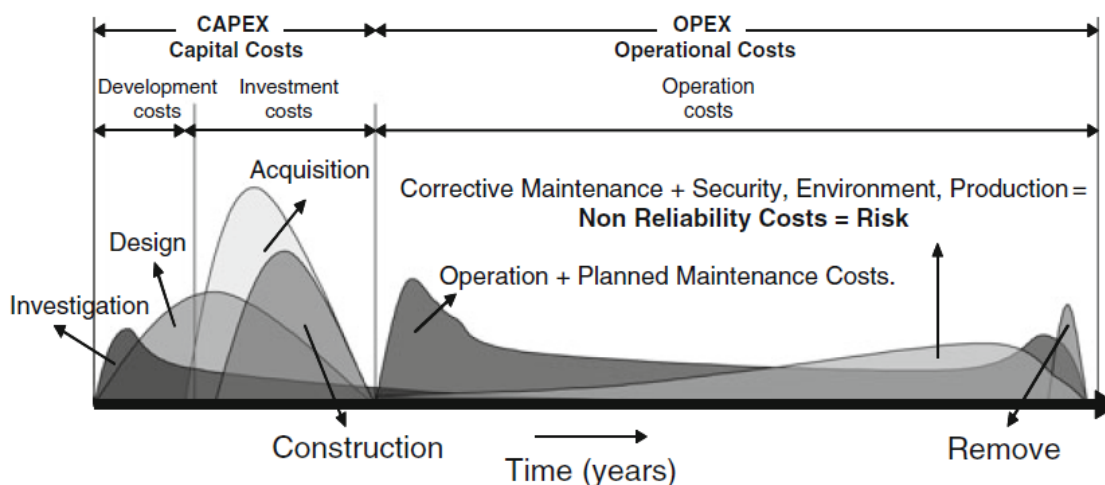 CAPEX
Capital Costs
OPEX
Operational Costs
Development
costs
Investment
costs
Operation
costs
Acquisition
Corrective Maintenance + Security, Environment, Production =
Non Reliability Costs = Risk
Design
Operation + Planned Maintenance Costs.
Investigation
Construction
Time (years)
Remove